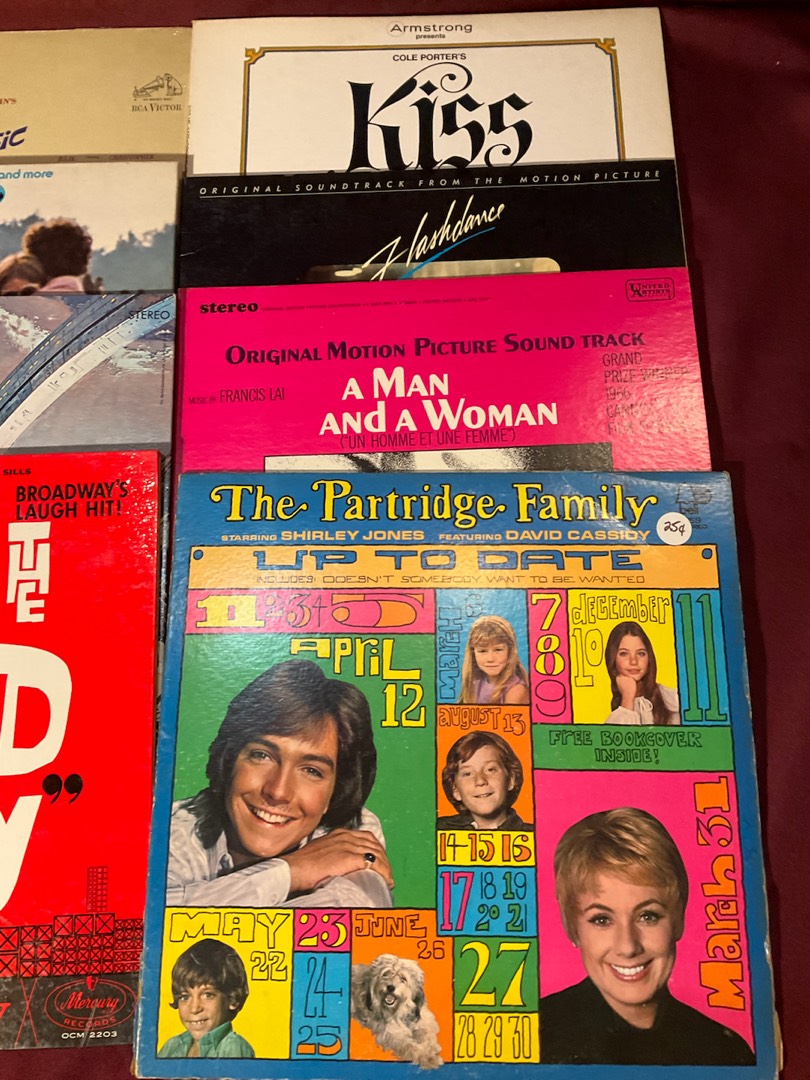 RCA VICTOR
and more
STEREO
SILLS
BROADWAY'S
LAUGH HIT!
THE
D
Y"
Mercury
RECORDS
OCM 2203
Armstrong
presents
COLE PORTER'S
Kiss
ORIGINAL SOUNDTRACK FROM THE MOTION PICTURE
Flashdance
stereo
UNITED
ARTISTS
ORIGINAL MOTION PICTURE SOUND TRACK
MUSIC BY FRANCIS LAI
A MAN
AND A WOMAN
("UN HOMME ET UNE FEMME")
GRAND
PRIZE WINNER
1966
The Partridge Family
STARRING SHIRLEY JONES FEATURING DAVID CASSIDY
25¢
UP TO DATE
INCLUDES: DOESN'T SOMEBODY WANT TO BE WANTED
1 2 3 4 5
MARCH 6
7
8
9
DECEMBER
10
11
APRIL
12
AUGUST 13
FREE BOOKCOVER
INSIDE!
14 15 16
17 18 19
20 21
March 31
MAY
22
23
24
25
JUNE
26
27
28 29 30